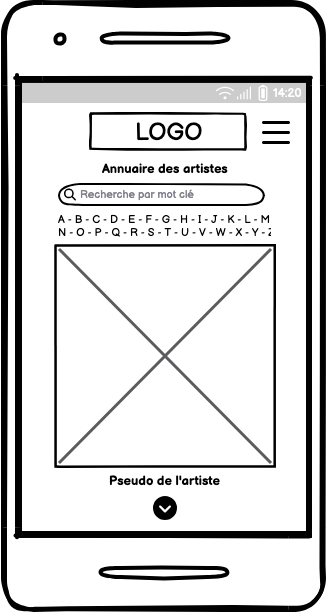 14:20
LOGO
Annuaire des artistes
Recherche par mot clé
A - B - C - D - E - F - G - H - I - J - K - L - M
N - O - P - Q - R - S - T - U - V - W - X - Y - Z
Pseudo de l'artiste